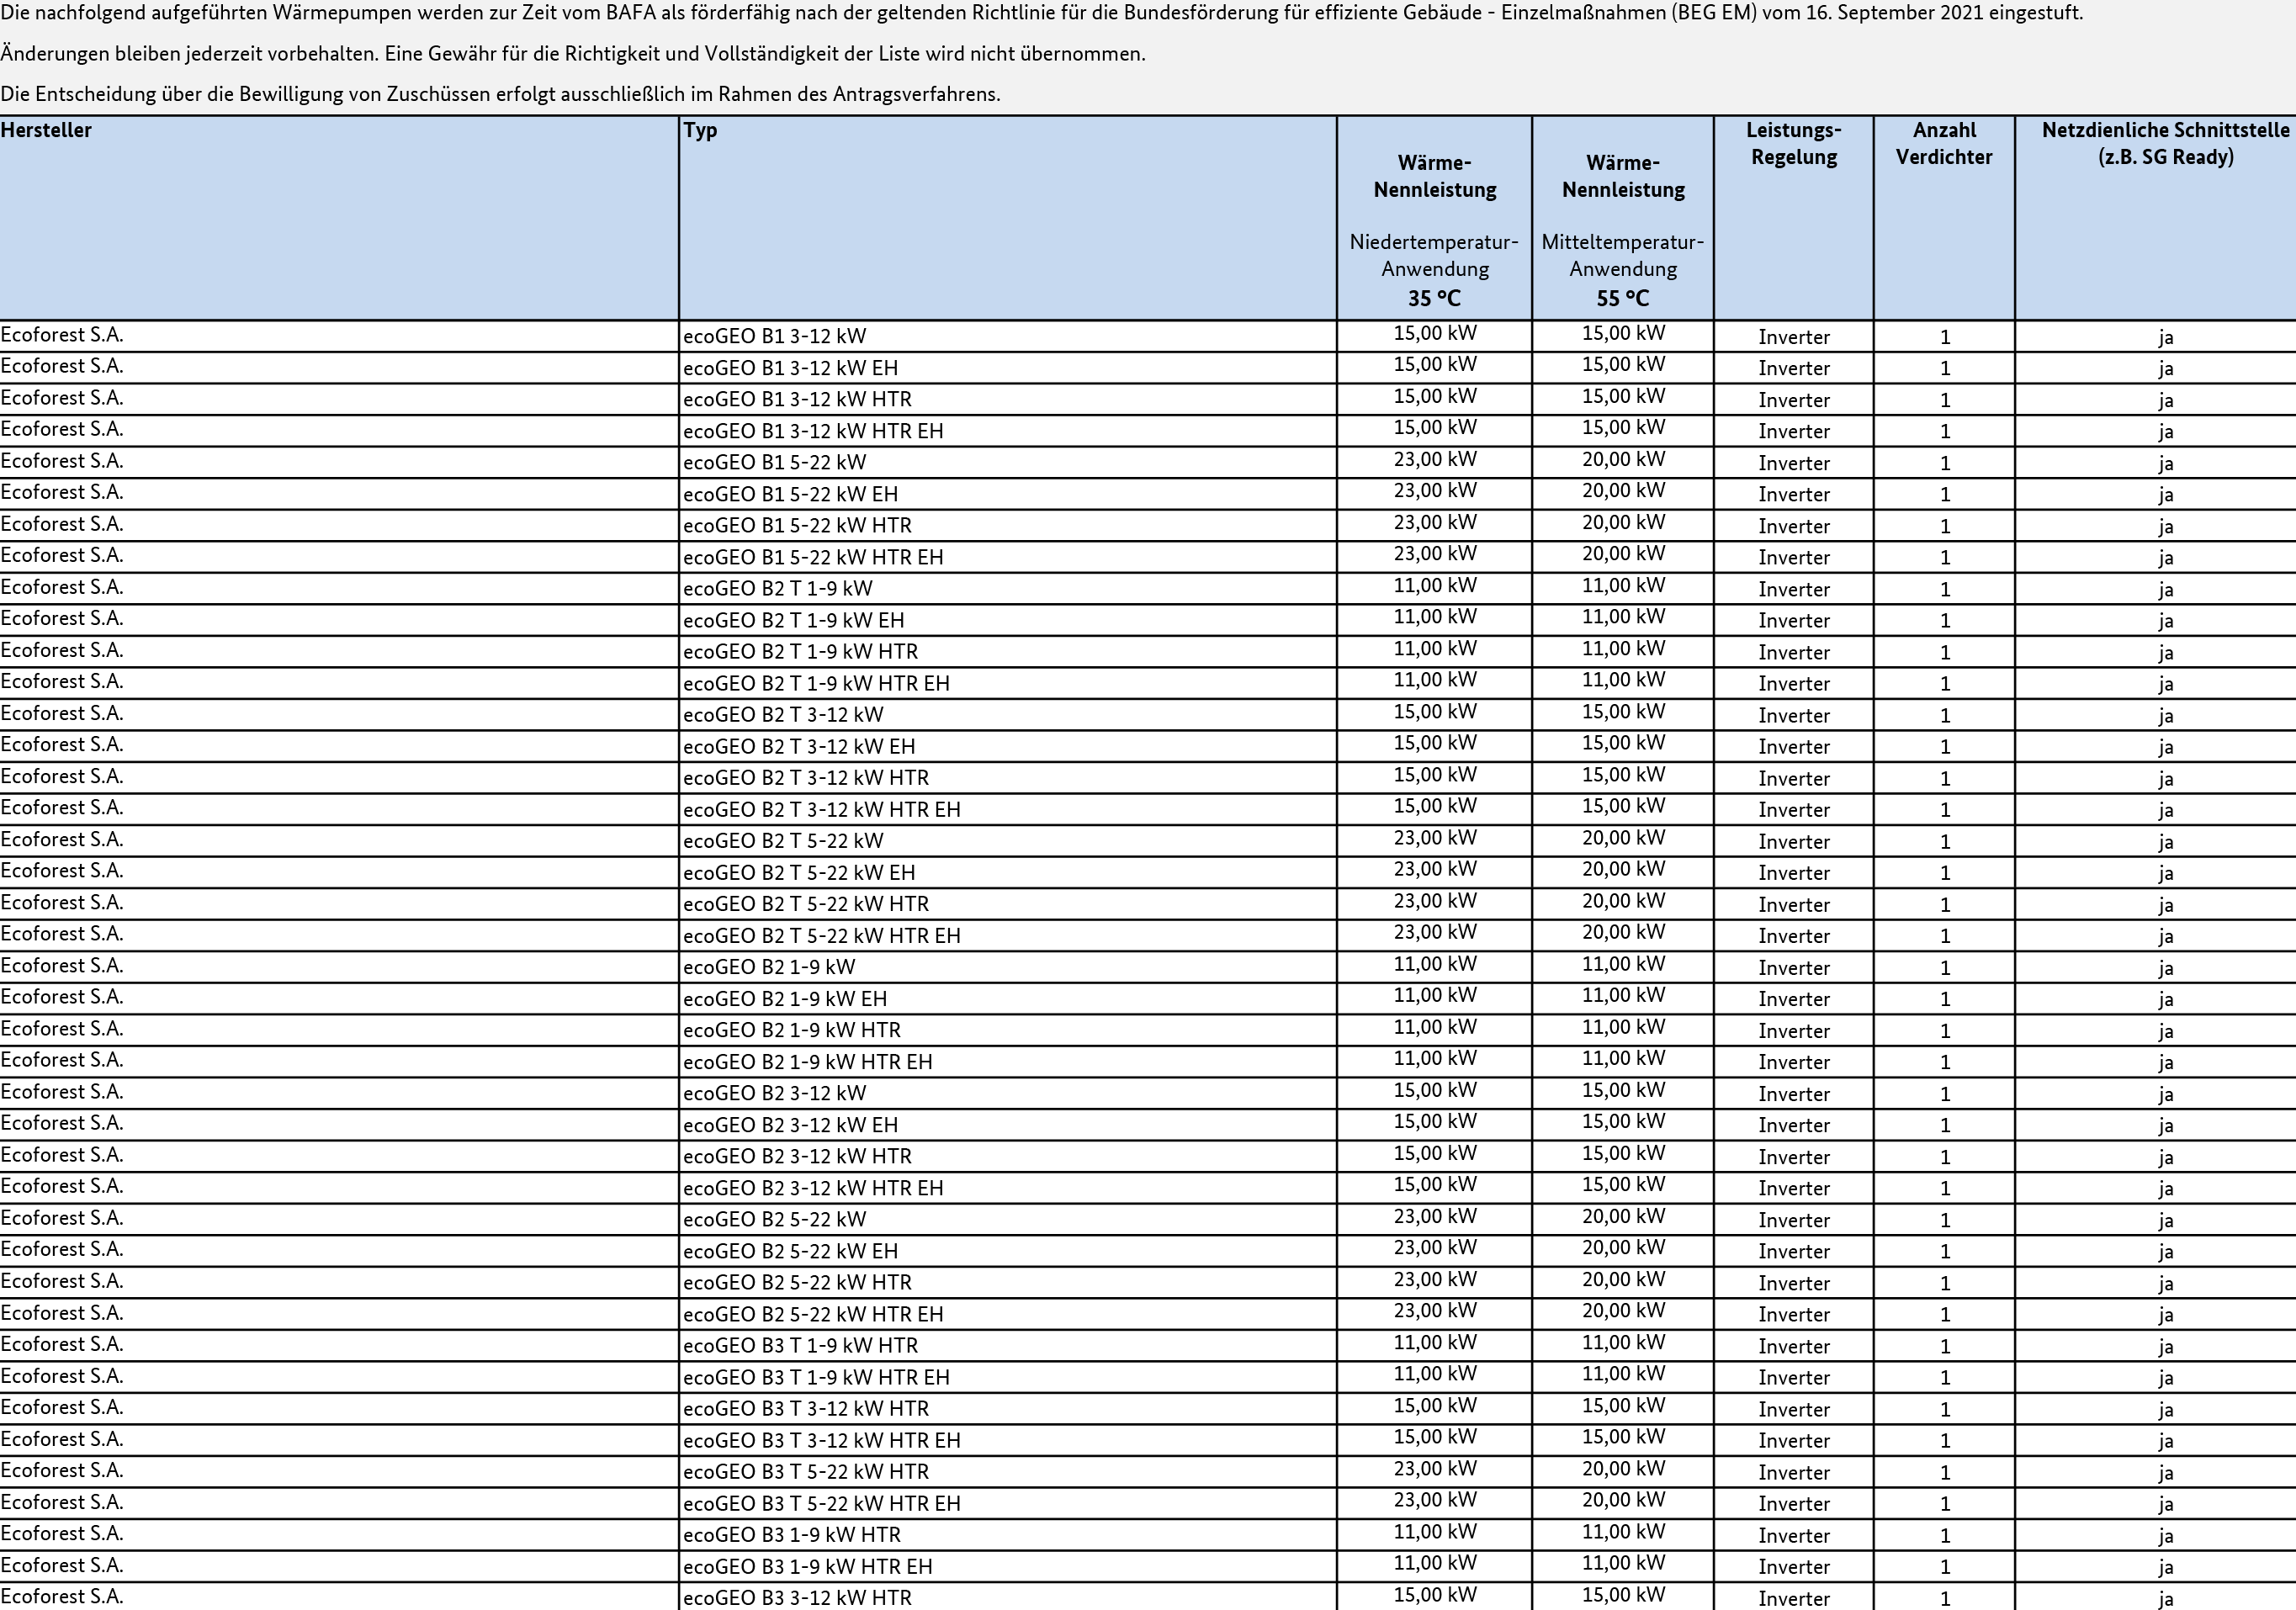 Die nachfolgend aufgeführten Wärmepumpen werden zur Zeit vom BAFA als förderfähig nach der geltenden Richtlinie für die Bundesförderung für effiziente Gebäude - Einzelmaßnahmen (BEG EM) vom 16. September 2021 eingestuft.
Änderungen bleiben jederzeit vorbehalten. Eine Gewähr für die Richtigkeit und Vollständigkeit der Liste wird nicht übernommen.
Die Entscheidung über die Bewilligung von Zuschüssen erfolgt ausschließlich im Rahmen des Antragsverfahrens.
Hersteller Typ Leistungs- Anzahl Netzdienliche Schnittstelle
Wärme- Wärme- Regelung Verdichter (z.B. SG Ready)
Nennleistung Nennleistung
Niedertemperatur- Mitteltemperatur-
Anwendung Anwendung
35 °C 55 °C
Ecoforest S.A. ecoGEO B1 3-12 kW 15,00 kW 15,00 kW Inverter 1 ja
Ecoforest S.A. ecoGEO B1 3-12 kW EH 15,00 kW 15,00 kW Inverter 1 ja
Ecoforest S.A. ecoGEO B1 3-12 kW HTR 15,00 kW 15,00 kW Inverter 1 ja
Ecoforest S.A. ecoGEO B1 3-12 kW HTR EH 15,00 kW 15,00 kW Inverter 1 ja
Ecoforest S.A. ecoGEO B1 5-22 kW 23,00 kW 20,00 kW Inverter 1 ja
Ecoforest S.A. ecoGEO B1 5-22 kW EH 23,00 kW 20,00 kW Inverter 1 ja
Ecoforest S.A. ecoGEO B1 5-22 kW HTR 23,00 kW 20,00 kW Inverter 1 ja
Ecoforest S.A. ecoGEO B1 5-22 kW HTR EH 23,00 kW 20,00 kW Inverter 1 ja
Ecoforest S.A. ecoGEO B2 T 1-9 kW 11,00 kW 11,00 kW Inverter 1 ja
Ecoforest S.A. ecoGEO B2 T 1-9 kW EH 11,00 kW 11,00 kW Inverter 1 ja
Ecoforest S.A. ecoGEO B2 T 1-9 kW HTR 11,00 kW 11,00 kW Inverter 1 ja
Ecoforest S.A. ecoGEO B2 T 1-9 kW HTR EH 11,00 kW 11,00 kW Inverter 1 ja
Ecoforest S.A. ecoGEO B2 T 3-12 kW 15,00 kW 15,00 kW Inverter 1 ja
Ecoforest S.A. ecoGEO B2 T 3-12 kW EH 15,00 kW 15,00 kW Inverter 1 ja
Ecoforest S.A. ecoGEO B2 T 3-12 kW HTR 15,00 kW 15,00 kW Inverter 1 ja
Ecoforest S.A. ecoGEO B2 T 3-12 kW HTR EH 15,00 kW 15,00 kW Inverter 1 ja
Ecoforest S.A. ecoGEO B2 T 5-22 kW 23,00 kW 20,00 kW Inverter 1 ja
Ecoforest S.A. ecoGEO B2 T 5-22 kW EH 23,00 kW 20,00 kW Inverter 1 ja
Ecoforest S.A. ecoGEO B2 T 5-22 kW HTR 23,00 kW 20,00 kW Inverter 1 ja
Ecoforest S.A. ecoGEO B2 T 5-22 kW HTR EH 23,00 kW 20,00 kW Inverter 1 ja
Ecoforest S.A. ecoGEO B2 1-9 kW 11,00 kW 11,00 kW Inverter 1 ja
Ecoforest S.A. ecoGEO B2 1-9 kW EH 11,00 kW 11,00 kW Inverter 1 ja
Ecoforest S.A. ecoGEO B2 1-9 kW HTR 11,00 kW 11,00 kW Inverter 1 ja
Ecoforest S.A. ecoGEO B2 1-9 kW HTR EH 11,00 kW 11,00 kW Inverter 1 ja
Ecoforest S.A. ecoGEO B2 3-12 kW 15,00 kW 15,00 kW Inverter 1 ja
Ecoforest S.A. ecoGEO B2 3-12 kW EH 15,00 kW 15,00 kW Inverter 1 ja
Ecoforest S.A. ecoGEO B2 3-12 kW HTR 15,00 kW 15,00 kW Inverter 1 ja
Ecoforest S.A. ecoGEO B2 3-12 kW HTR EH 15,00 kW 15,00 kW Inverter 1 ja
Ecoforest S.A. ecoGEO B2 5-22 kW 23,00 kW 20,00 kW Inverter 1 ja
Ecoforest S.A. ecoGEO B2 5-22 kW EH 23,00 kW 20,00 kW Inverter 1 ja
Ecoforest S.A. ecoGEO B2 5-22 kW HTR 23,00 kW 20,00 kW Inverter 1 ja
Ecoforest S.A. ecoGEO B2 5-22 kW HTR EH 23,00 kW 20,00 kW Inverter 1 ja
Ecoforest S.A. ecoGEO B3 T 1-9 kW HTR 11,00 kW 11,00 kW Inverter 1 ja
Ecoforest S.A. ecoGEO B3 T 1-9 kW HTR EH 11,00 kW 11,00 kW Inverter 1 ja
Ecoforest S.A. ecoGEO B3 T 3-12 kW HTR 15,00 kW 15,00 kW Inverter 1 ja
Ecoforest S.A. ecoGEO B3 T 3-12 kW HTR EH 15,00 kW 15,00 kW Inverter 1 ja
Ecoforest S.A. ecoGEO B3 T 5-22 kW HTR 23,00 kW 20,00 kW Inverter 1 ja
Ecoforest S.A. ecoGEO B3 T 5-22 kW HTR EH 23,00 kW 20,00 kW Inverter 1 ja
Ecoforest S.A. ecoGEO B3 1-9 kW HTR 11,00 kW 11,00 kW Inverter 1 ja
Ecoforest S.A. ecoGEO B3 1-9 kW HTR EH 11,00 kW 11,00 kW Inverter 1 ja
Ecoforest S.A. ecoGEO B3 3-12 kW HTR 15,00 kW 15,00 kW Inverter 1 ja